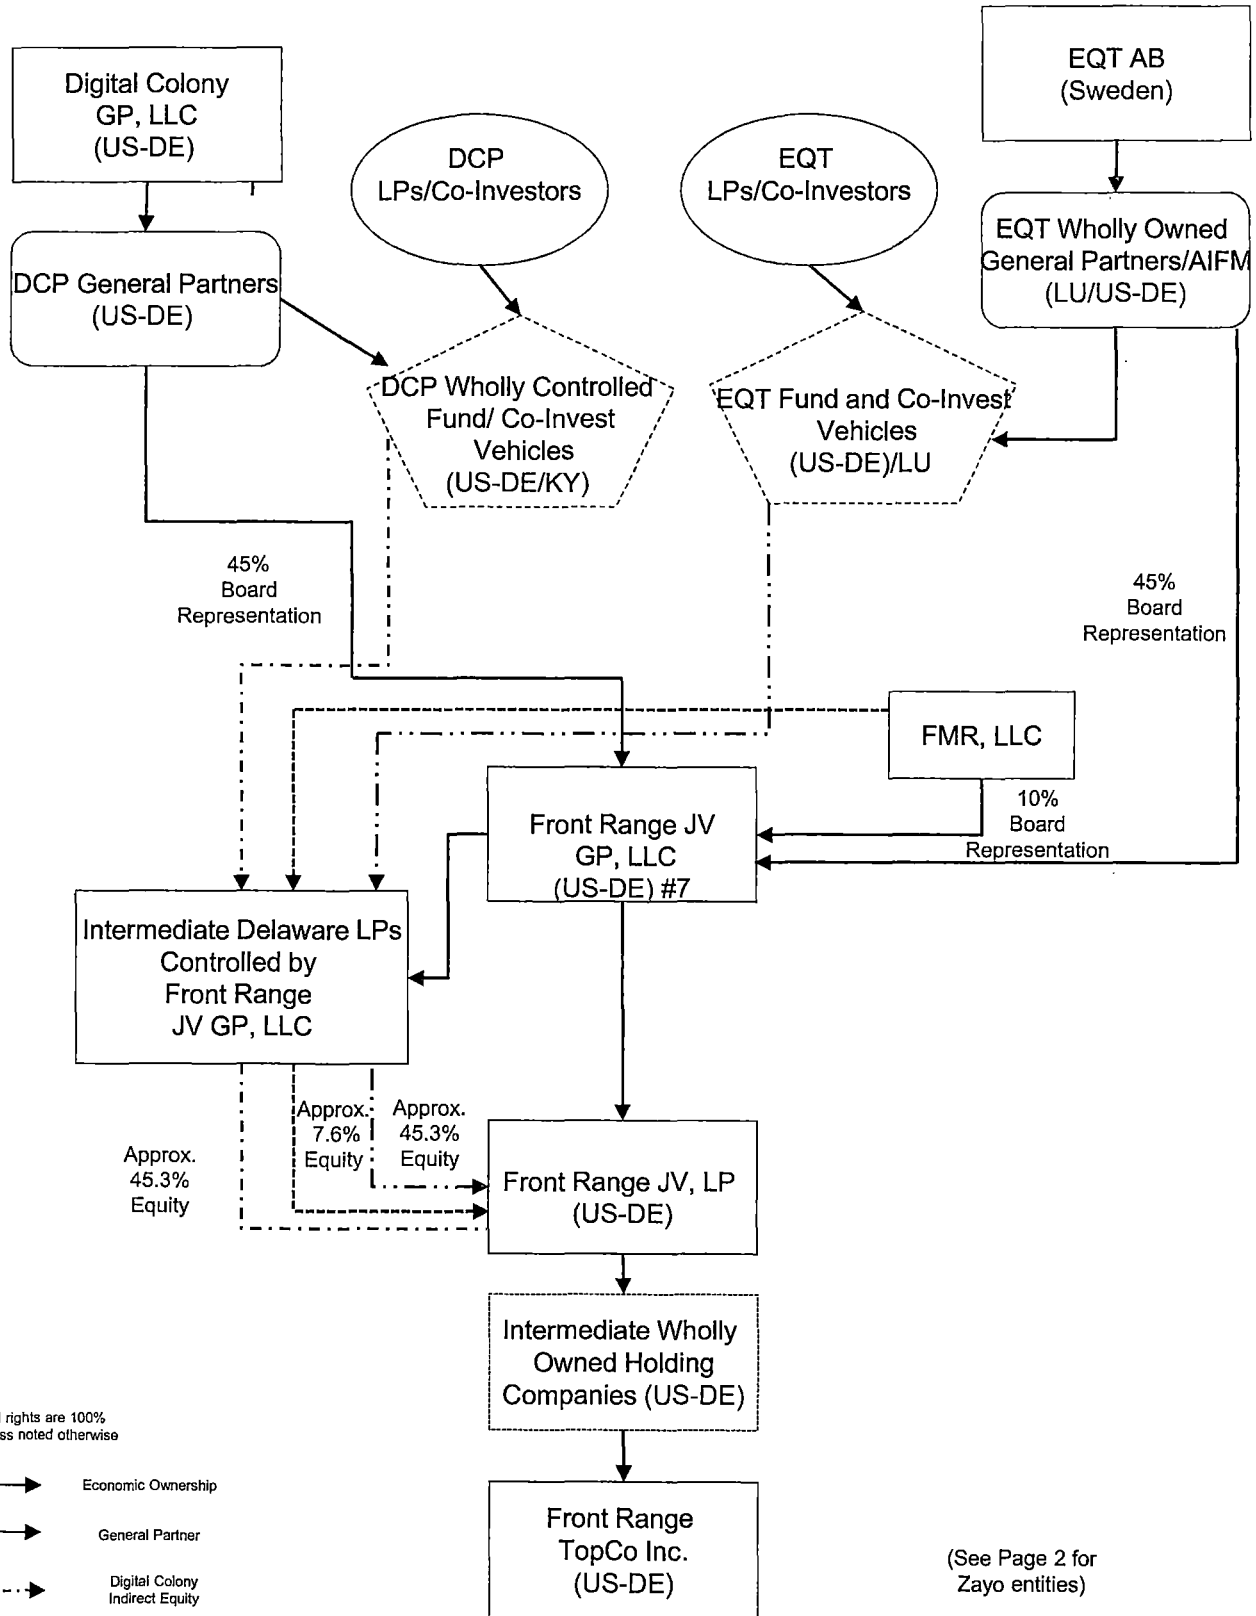 Digital Colony
GP, LLC
(US-DE)
DCP
LPs/Co-Investors
EQT
LPs/Co-Investors
EQT AB
(Sweden)
DCP General Partners
(US-DE)
EQT Wholly Owned
General Partners/AIFM
(LU/US-DE)
DCP Wholly Controlled
Fund/ Co-Invest
Vehicles
(US-DE/KY)
EQT Fund and Co-Invest
Vehicles
(US-DE)/LU
45%
Board
Representation
45%
Board
Representation
FMR, LLC
10%
Board
Representation
Front Range JV
GP, LLC
(US-DE) #7
Intermediate Delaware LPs
Controlled by
Front Range
JV GP, LLC
Approx.
45.3%
Equity
Approx.
7.6%
Equity
Approx.
45.3%
Equity
Front Range JV, LP
(US-DE)
Intermediate Wholly
Owned Holding
Companies (US-DE)
Front Range
TopCo Inc.
(US-DE)
rights are 100%
noted otherwise
Economic Ownership
General Partner
Digital Colony
Indirect Equity
(See Page 2 for
Zayo entities)